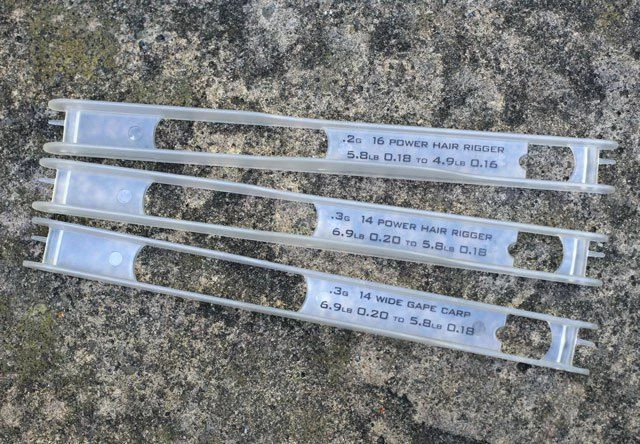 .2G 16 POWER HAIR RIGGER
5.8LB 0.18 TO 4.9LB 0.16
.3G 14 POWER HAIR RIGGER
6.9LB 0.20 TO 5.8LB 0.18
.3G 14 WIDE GAPE CARP
6.9LB 0.20 TO 5.8LB 0.18